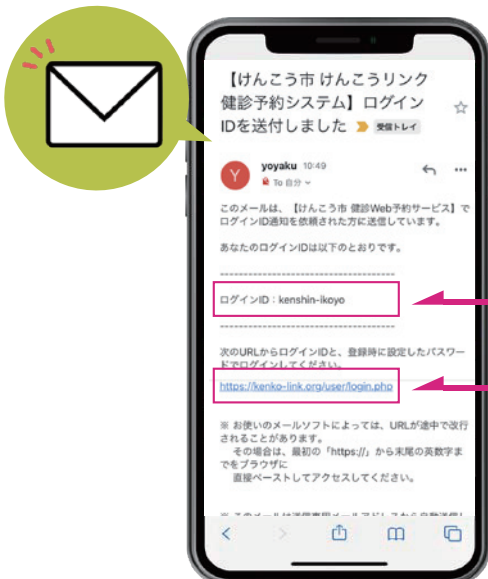 【けんこう市 けんこうリンク
健診予約システム】ログイン
IDを送付しました 受信トレイ
Y
yoyaku 10:49
To 自分
このメールは、【けんこう市 健診Web予約サービス】で
ログインID通知を依頼された方に送信しています。
あなたのログインIDは以下のとおりです。
-------------------------------------
ログインID：kenshin-ikoyo
-------------------------------------
次のURLからログインIDと、登録時に設定したパスワー
ドでログインしてください。
https://kenko-link.org/user/login.php
※ お使いのメールソフトによっては、URLが途中で改行
されることがあります。
その場合は、最初の「https://」から末尾の英数字ま
でをブラウザに
直接ペーストしてアクセスしてください。